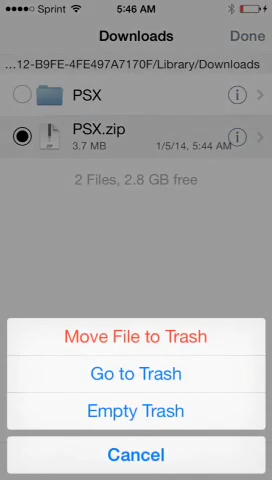 Sprint 5:46 AM
Downloads Done
...12-B9FE-4FE497A7170F/Library/Downloads
PSX
PSX.zip
3.7 MB 1/5/14, 5:44 AM
ZIP
2 Files, 2.8 GB free
Move File to Trash
Go to Trash
Empty Trash
Cancel